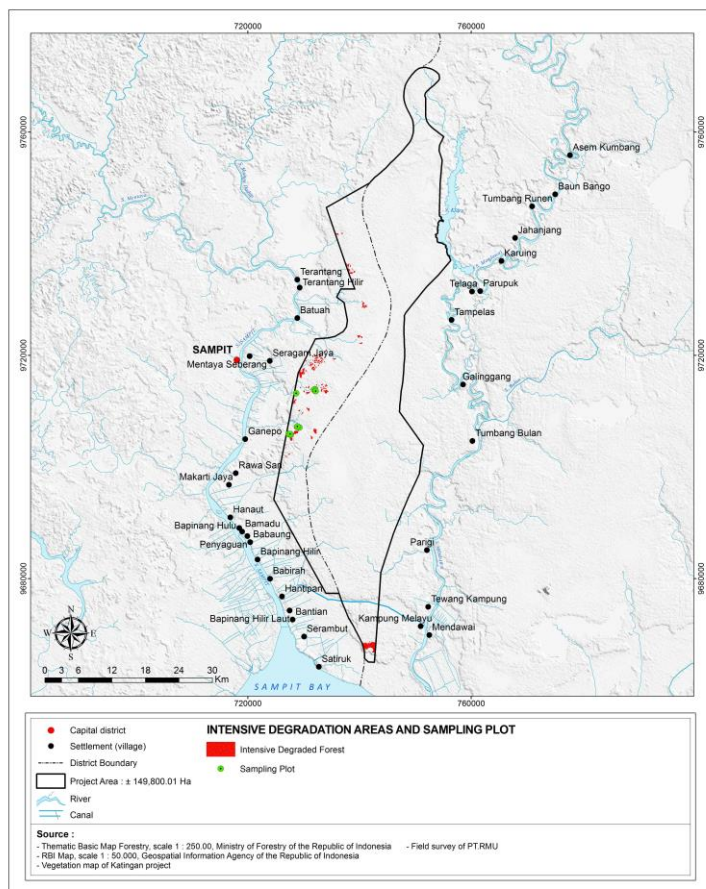 720000
760000
9760000
9760000
Asem Kumbang
Baun Bango
Tumbang Runen
Jahanjang
Karuing
Terantang
Terantang Hilir
Telaga
Parupuk
Batuah
Tampelas
SAMPIT
Seragam Jaya
Mentaya Seberang
9720000
9720000
Galinggang
Ganepo
Tumbang Bulan
Rawa Sari
Makarti Jaya
Hanaut
Bapinang Hulu
Bamadu
Babaung
Penyaguan
Parigi
Bapinang Hilir
Babirah
9680000
9680000
Hantipan
Tewang Kampung
Bantian
Kampung Melayu
Bapinang Hilir Laut
Mendawai
Serambut
N
W
E
S
Satiruk
0 3 6 12 18 24 30
Km
SAMPIT BAY
720000
760000
INTENSIVE DEGRADATION AREAS AND SAMPLING PLOT
Capital district
Settlement (village)
District Boundary
Project Area : ± 149,800.01 Ha
River
Canal
Intensive Degraded Forest
Sampling Plot
Source :
- Thematic Basic Map Forestry, scale 1 : 250.00, Ministry of Forestry of the Republic of Indonesia - Field survey of PT.RMU
- RBI Map, scale 1 : 50.000, Geospatial Information Agency of the Republic of Indonesia
- Vegetation map of Katingan project